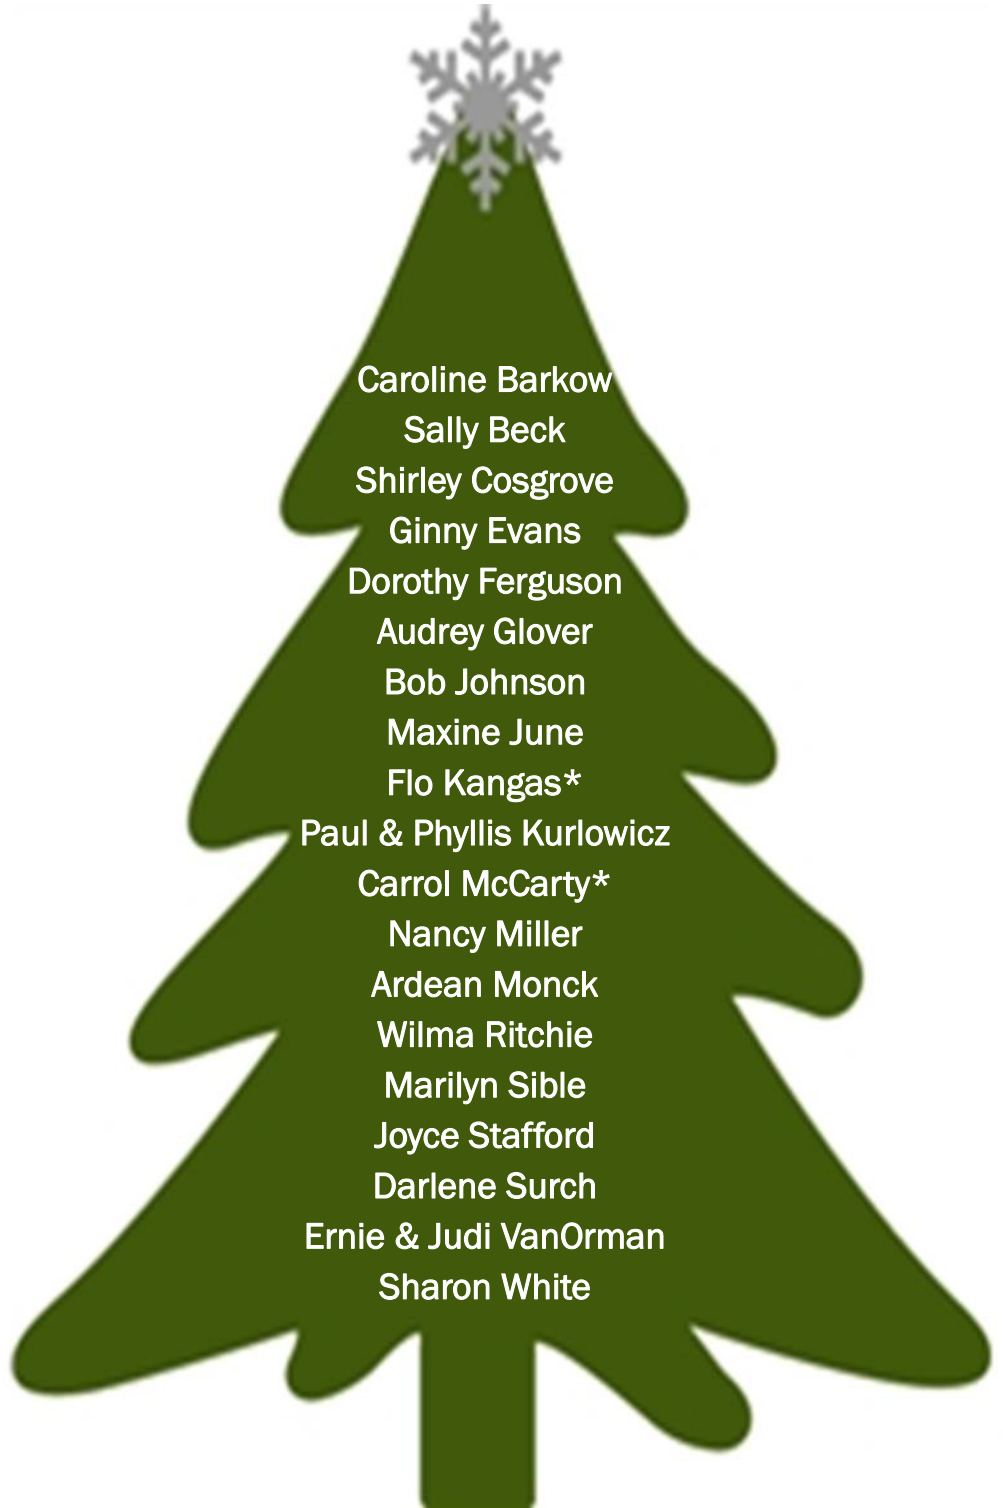 Caroline Barkow
Sally Beck
Shirley Cosgrove
Ginny Evans
Dorothy Ferguson
Audrey Glover
Bob Johnson
Maxine June
Flo Kangas*
Paul & Phyllis Kurlowicz
Carrol McCarty*
Nancy Miller
Ardean Monck
Wilma Ritchie
Marilyn Sible
Joyce Stafford
Darlene Surch
Ernie & Judi VanOrman
Sharon White